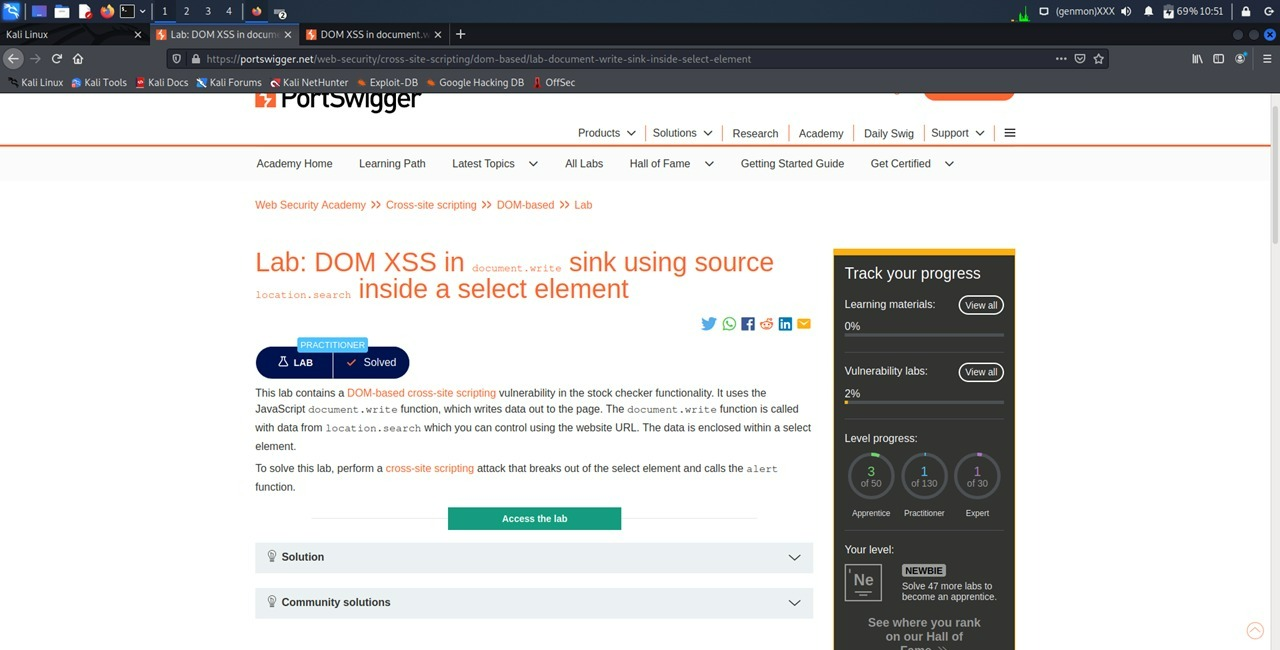 1 2 3 4 2 (genmon)XXX 69% 10:51
Kali Linux Lab: DOM XSS in docum DOM XSS in document.w
https://portswigger.net/web-security/cross-site-scripting/dom-based/lab-document-write-sink-inside-select-element
Kali Linux Kali Tools Kali Docs Kali Forums Kali NetHunter Exploit-DB Google Hacking DB OffSec
PortSwigger
Products Solutions Research Academy Daily Swig Support
Academy Home Learning Path Latest Topics All Labs Hall of Fame Getting Started Guide Get Certified
Web Security Academy >> Cross-site scripting >> DOM-based >> Lab
Lab: DOM XSS in document.write sink using source
location.search inside a select element
PRACTITIONER
LAB Solved
This lab contains a DOM-based cross-site scripting vulnerability in the stock checker functionality. It uses the
JavaScript document.write function, which writes data out to the page. The document.write function is called
with data from location.search which you can control using the website URL. The data is enclosed within a select
element.
To solve this lab, perform a cross-site scripting attack that breaks out of the select element and calls the alert
function.
Access the lab
Solution
Community solutions
Track your progress
Learning materials: View all
0%
Vulnerability labs: View all
2%
Level progress:
3 1 1
of 50 of 130 of 30
Apprentice Practitioner Expert
Your level:
Ne NEWBIE
Solve 47 more labs to
become an apprentice.
See where you rank
on our Hall of
Fame >>